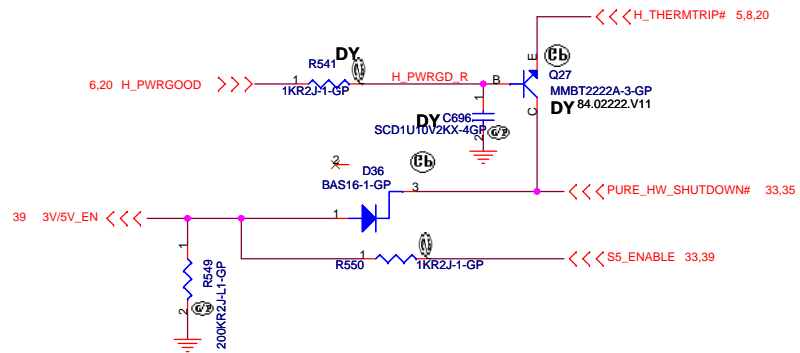 H_THERMTRIP# 5,8,20
DY
R541
E
Q27
6,20 H_PWRGOOD
1
H_PWRGD_R
B
MMBT2222A-3-GP
1KR2J-1-GP
DY 84.02222.V11
1
DY C696
C
SCD1U10V2KX-4GP
2
2
D36
BAS16-1-GP
3
PURE_HW_SHUTDOWN# 33,35
39 3V/5V_EN
1
1
1
S5_ENABLE 33,39
R550
1KR2J-1-GP
R549
200KR2J-L1-GP
2